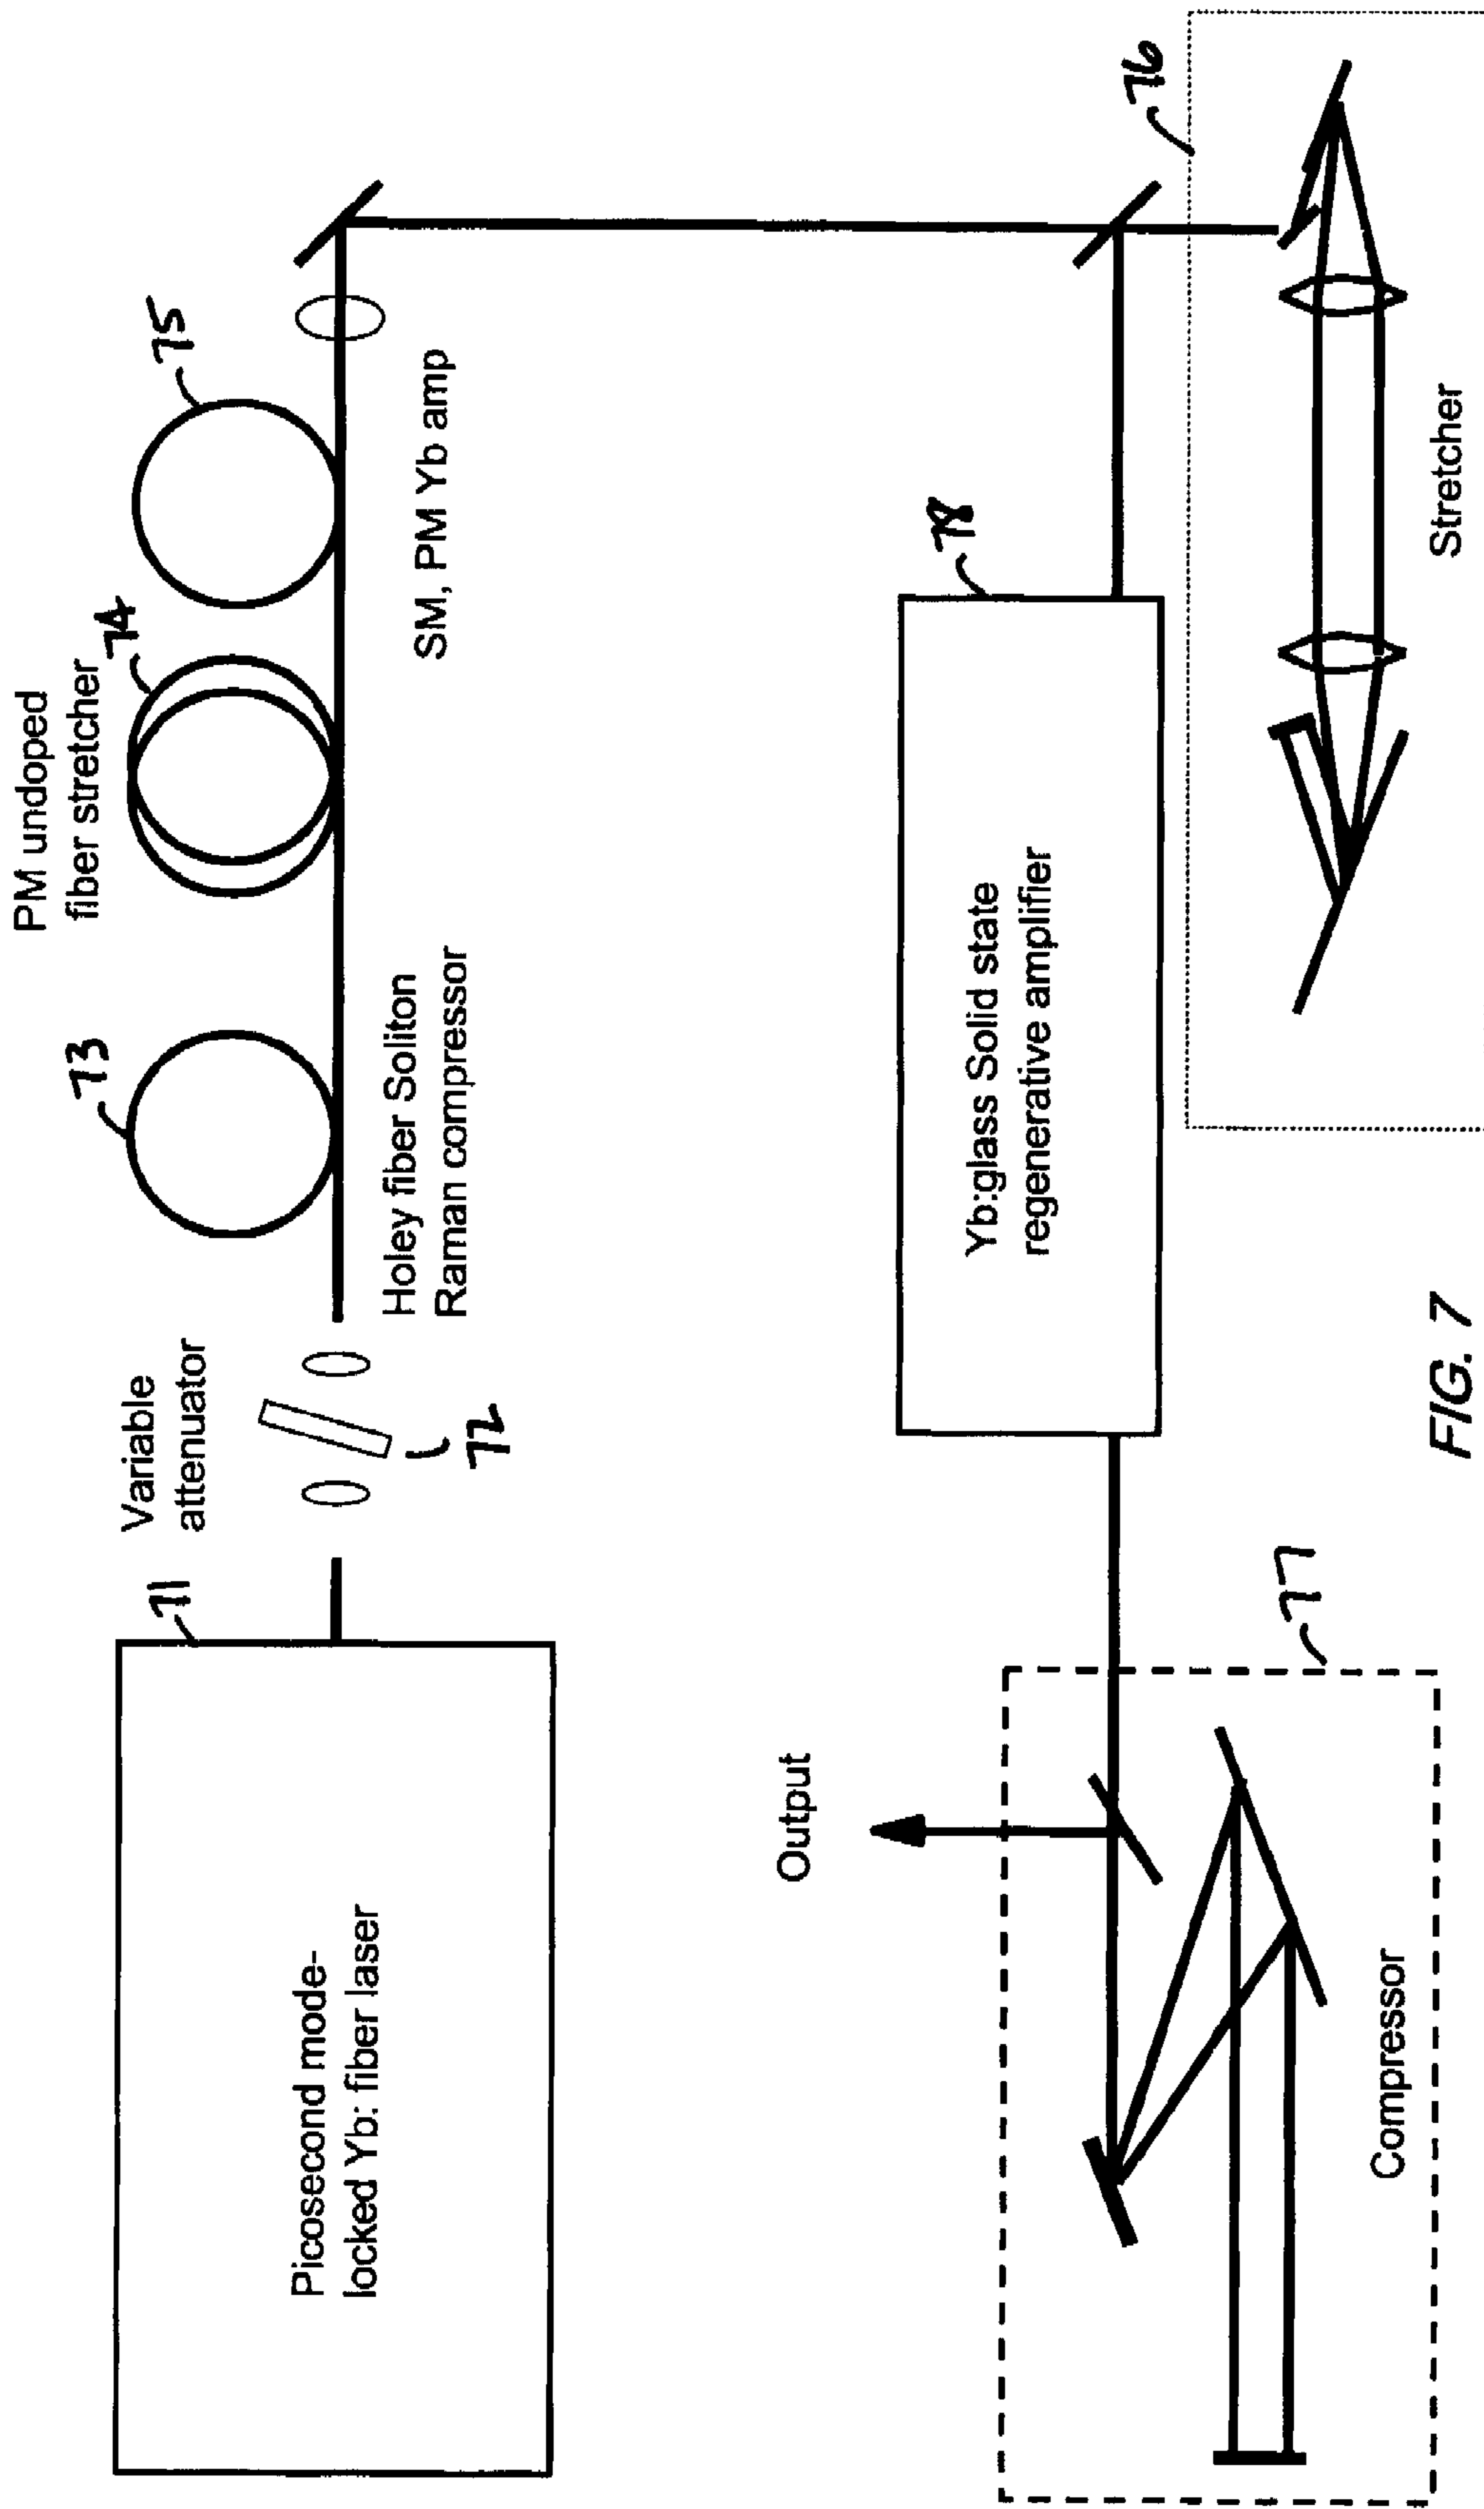 Picosecond mode-
locked Yb: fiber laser
71
Variable
attenuator
72
73
Holey fiber Soliton
Raman compressor
PM undoped
fiber stretcher
74
75
SM, PM Yb amp
Output
77
Compressor
Yb:glass Solid state
regenerative amplifier
78
76
Stretcher
FIG. 7